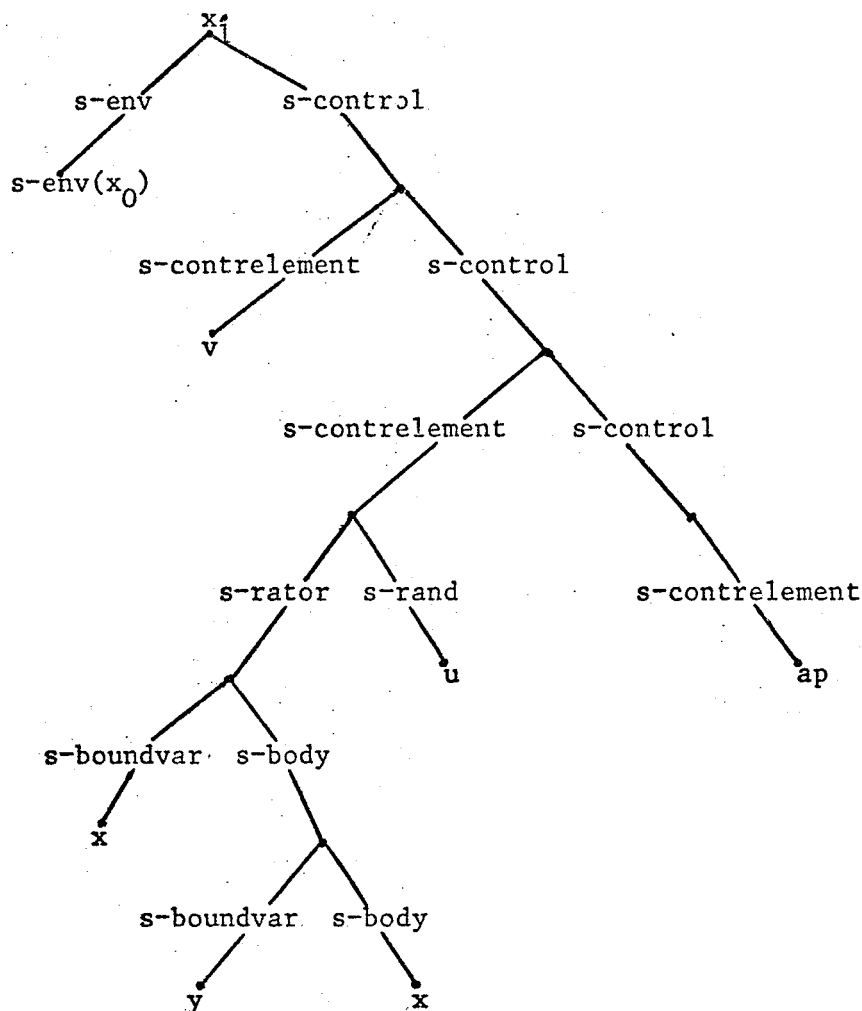 x1
s-env s-control
s-env(x0)
s-contrelement s-control
v
s-contrelement s-control
s-rator s-rand s-contrelement
u ap
s-boundvar s-body
x
s-boundvar s-body
y x